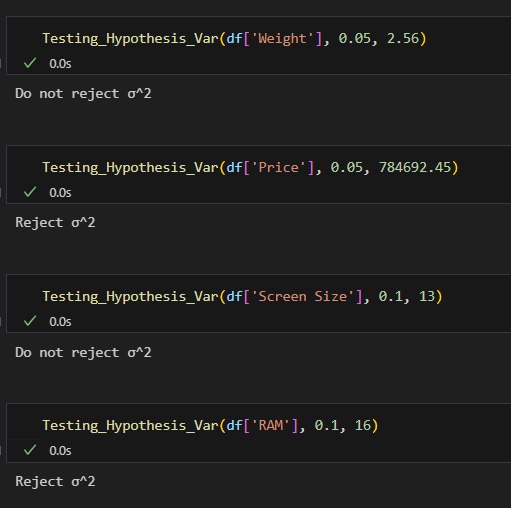 Testing_Hypothesis_Var(df['Weight'], 0.05, 2.56)
✓ 0.0s
Do not reject σ^2
Testing_Hypothesis_Var(df['Price'], 0.05, 784692.45)
✓ 0.0s
Reject σ^2
Testing_Hypothesis_Var(df['Screen Size'], 0.1, 13)
✓ 0.0s
Do not reject σ^2
Testing_Hypothesis_Var(df['RAM'], 0.1, 16)
✓ 0.0s
Reject σ^2